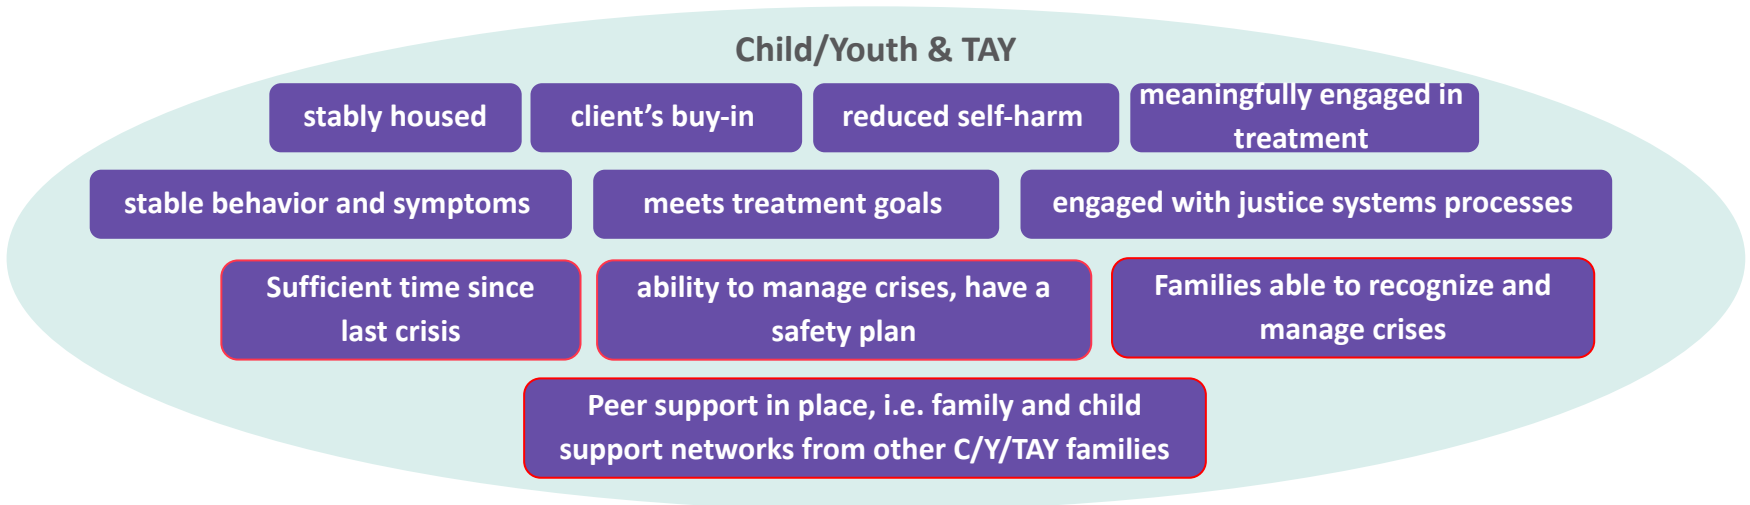 Child/Youth & TAY
stably housed
client’s buy-in
reduced self-harm
meaningfully engaged in
treatment
stable behavior and symptoms
meets treatment goals
engaged with justice systems processes
Sufficient time since
last crisis
ability to manage crises, have a
safety plan
Families able to recognize and
manage crises
Peer support in place, i.e. family and child
support networks from other C/Y/TAY families